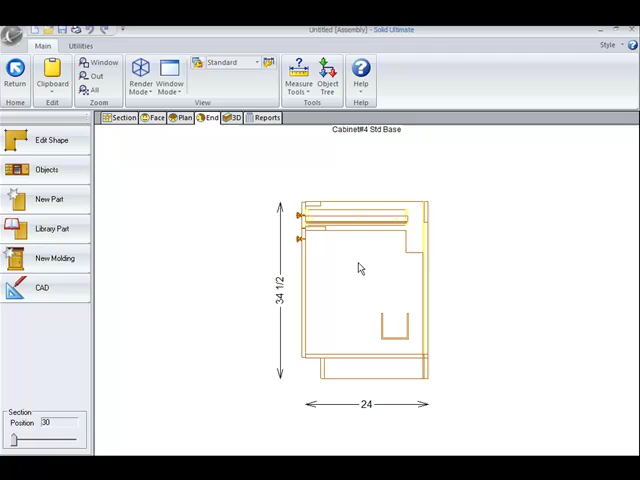 Untitled [Assembly] - Solid Ultimate
Main Utilities Style
Return
Clipboard
Window
Out
All
Render Mode
Window Mode
Standard
Measure Tools
Object Tree
Help
Home Edit Zoom View Tools Help
Section Face Plan End 3D Reports
Cabinet#4 Std Base
Edit Shape
Objects
New Part
Library Part
New Molding
CAD
34 1/2
24
Section
Position 30